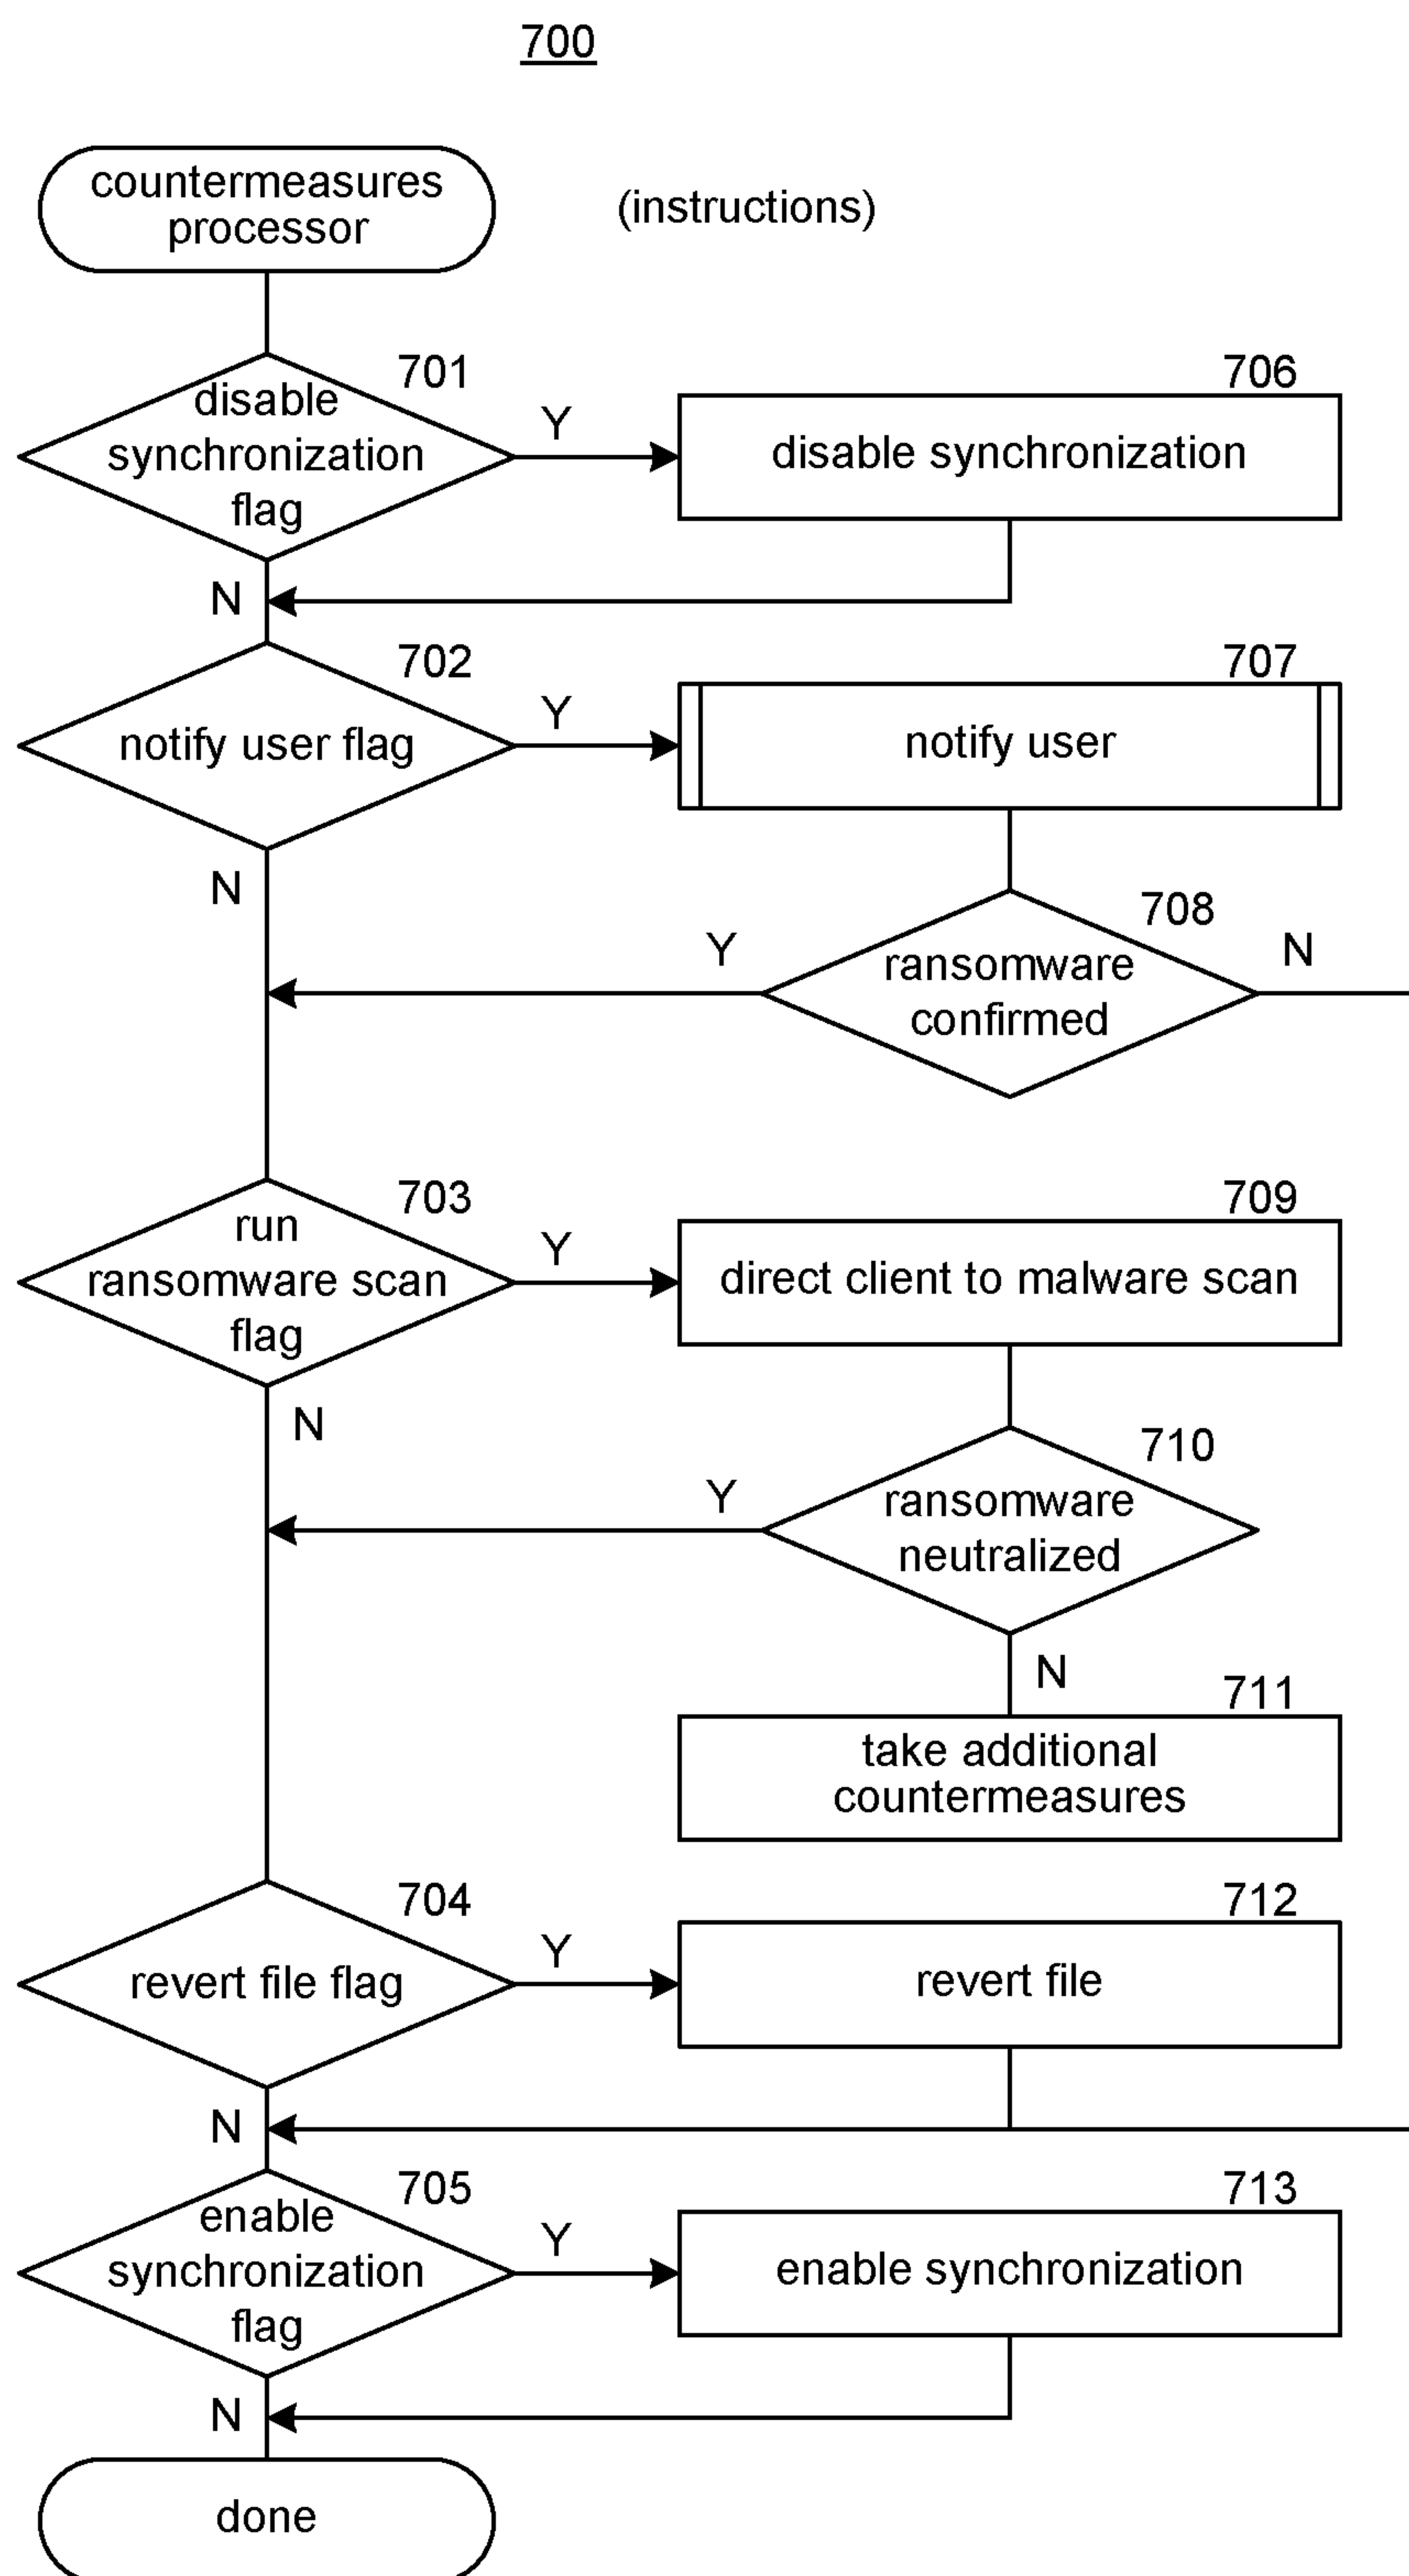 700
countermeasures
processor
(instructions)
701
disable
synchronization
flag
Y
706
disable synchronization
N
702
notify user flag
Y
707
notify user
N
708
ransomware
confirmed
Y
N
703
run
ransomware scan
flag
Y
709
direct client to malware scan
N
710
ransomware
neutralized
Y
N
711
take additional
countermeasures
704
revert file flag
Y
712
revert file
N
705
enable
synchronization
flag
Y
713
enable synchronization
N
done